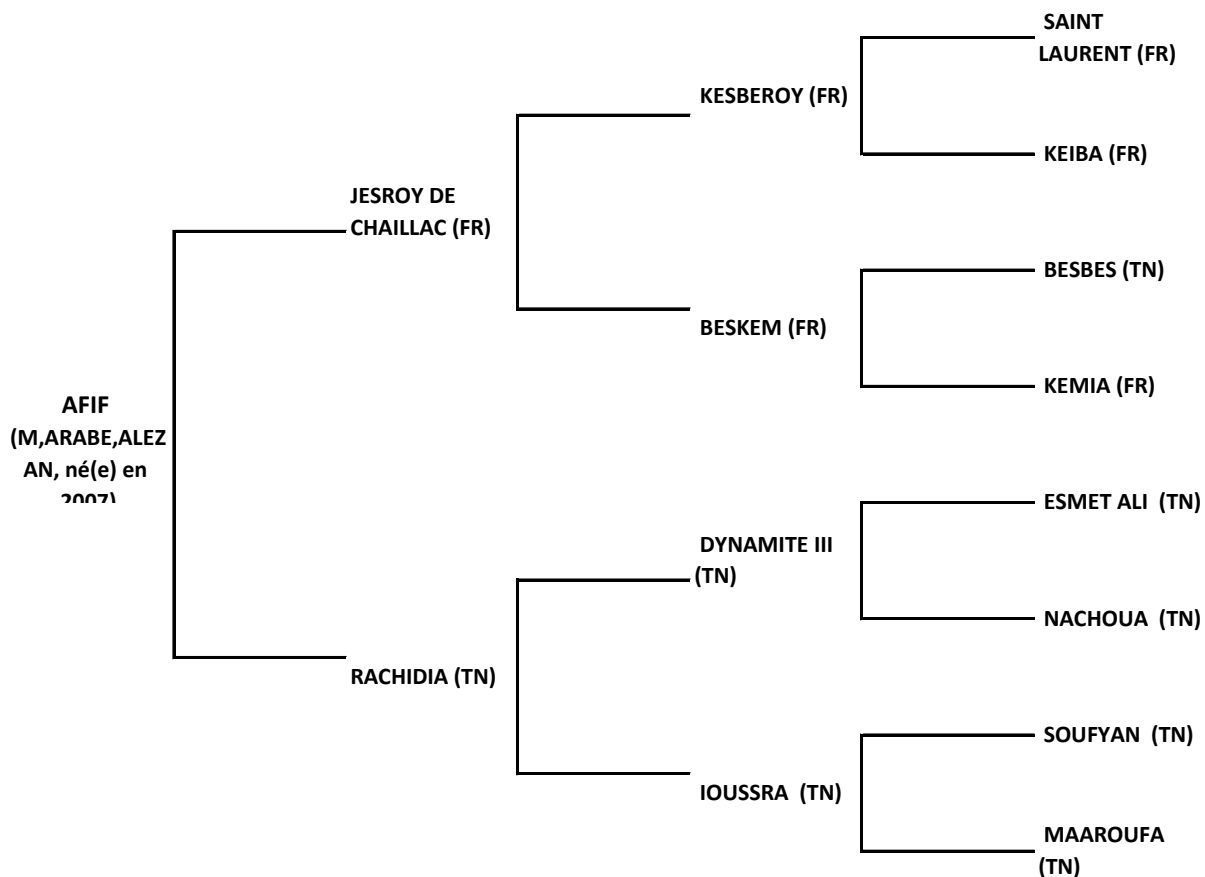 SAINT
LAURENT (FR)
KESBEROY (FR)
KEIBA (FR)
JESROY DE
CHAILLAC (FR)
BESBES (TN)
BESKEM (FR)
KEMIA (FR)
AFIF
(M,ARABE,ALEZ
AN, né(e) en
2007)
ESMET ALI (TN)
DYNAMITE III
(TN)
NACHOUA (TN)
RACHIDIA (TN)
SOUFYAN (TN)
IOUSSRA (TN)
MAAROUFA
(TN)